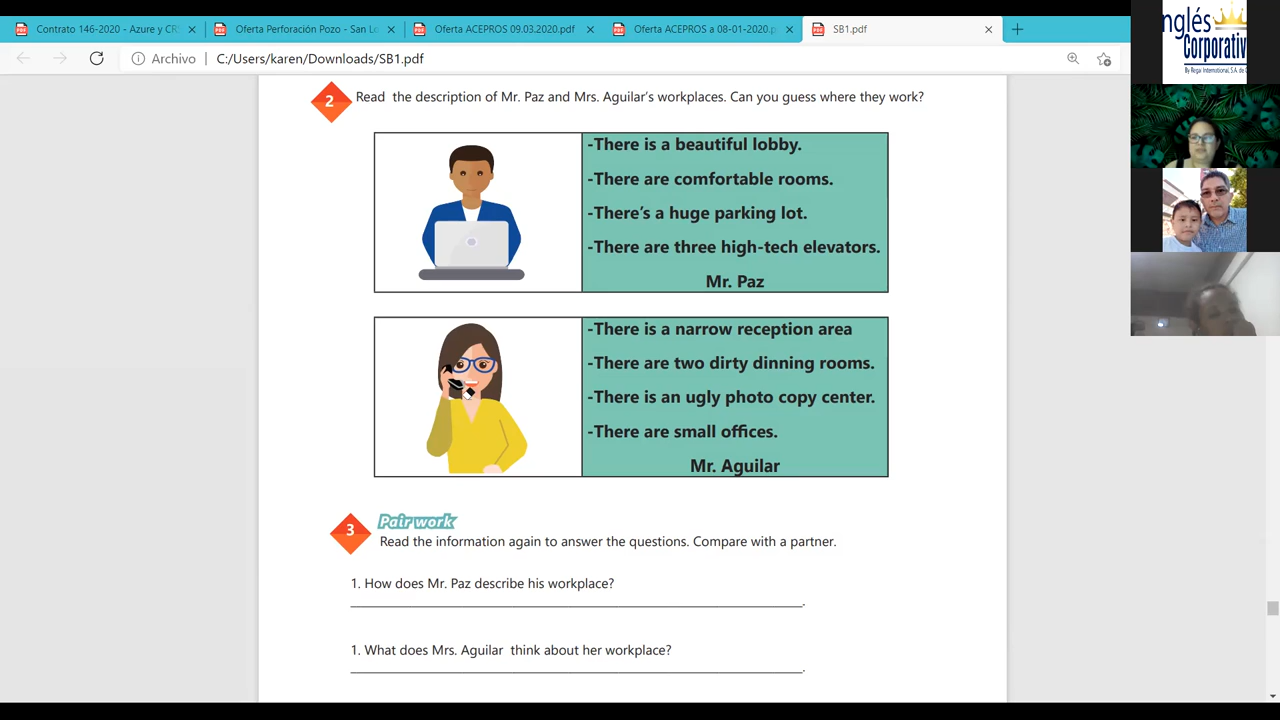 Contrato 146-2020 - Azure y CR
Oferta Perforación Pozo - San Lo
Oferta ACEPROS 09.03.2020.pdf
Oferta ACEPROS a 08-01-2020.p
SB1.pdf
Archivo
C:/Users/karen/Downloads/SB1.pdf
nglés
Corporativ
By Regar International, S.A. de C
2
Read the description of Mr. Paz and Mrs. Aguilar's workplaces. Can you guess where they work?
-There is a beautiful lobby.
-There are comfortable rooms.
-There's a huge parking lot.
-There are three high-tech elevators.
Mr. Paz
-There is a narrow reception area
-There are two dirty dinning rooms.
-There is an ugly photo copy center.
-There are small offices.
Mr. Aguilar
3
Pair work
Read the information again to answer the questions. Compare with a partner.
1. How does Mr. Paz describe his workplace?
1. What does Mrs. Aguilar think about her workplace?